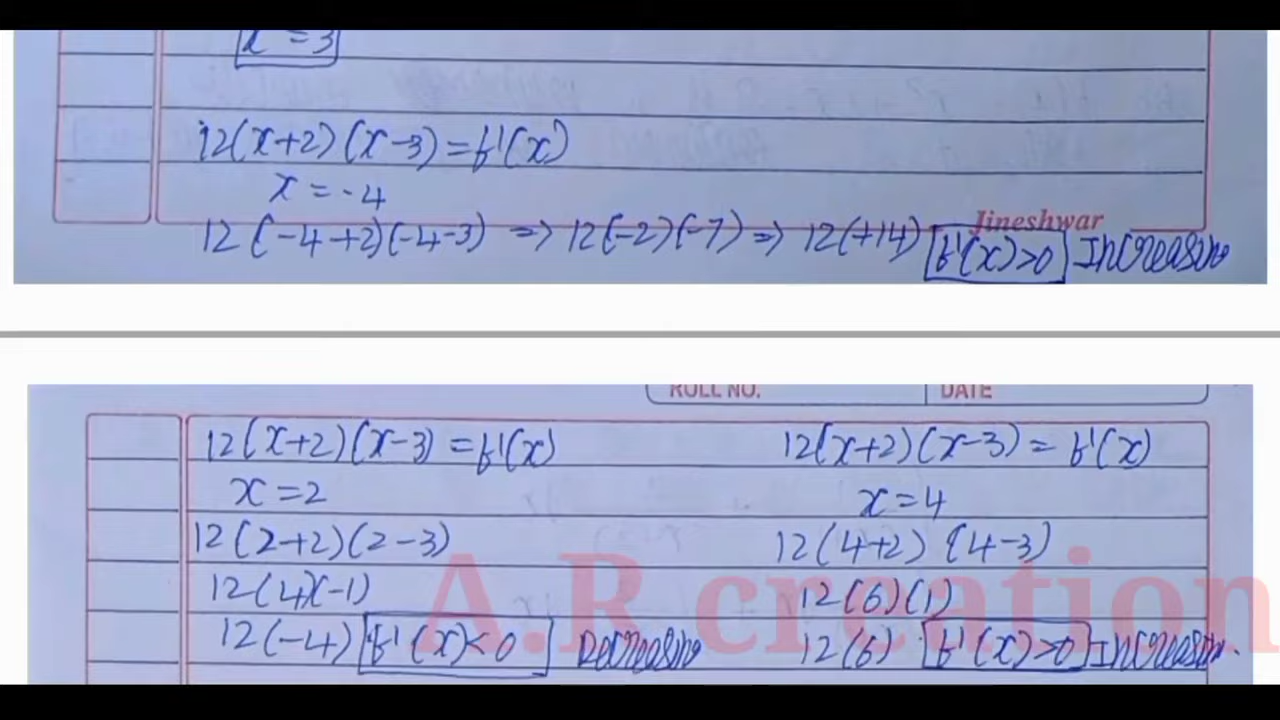 x = 3
12(x+2)(x-3) = f'(x)
x = -4
Jineshwar
12(-4+2)(-4-3) => 12(-2)(-7) => 12(+14) f'(x)>0 Increasing
ROLL NO. DATE
12(x+2)(x-3) = f'(x)
x = 2
12(2+2)(2-3)
12(4)(-1)
12(-4) f'(x)<0 Decreasing
12(x+2)(x-3) = f'(x)
x = 4
12(4+2) (4-3)
12(6)(1)
12(6) f'(x)>0 Increasing.
A.R creation